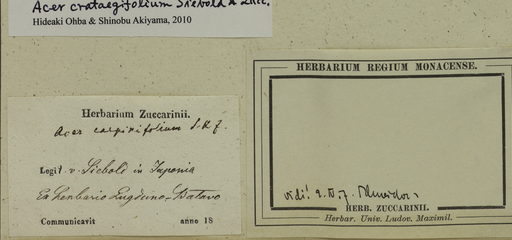 Acer crataegifolium Siebold & Zucc.
Hideaki Ohba & Shinobu Akiyama, 2010
HERBARIUM REGIUM MONACENSE.
Herbarium Zuccarinii.
Acer carpinifolium S. & Z.
Legit v. Siebold in Japonia
Ex herbario Lugduno-Batavo
Communicavit anno 18
vidi!
HERB. ZUCCARINII.
Herbar. Univ. Ludov. Maximil.